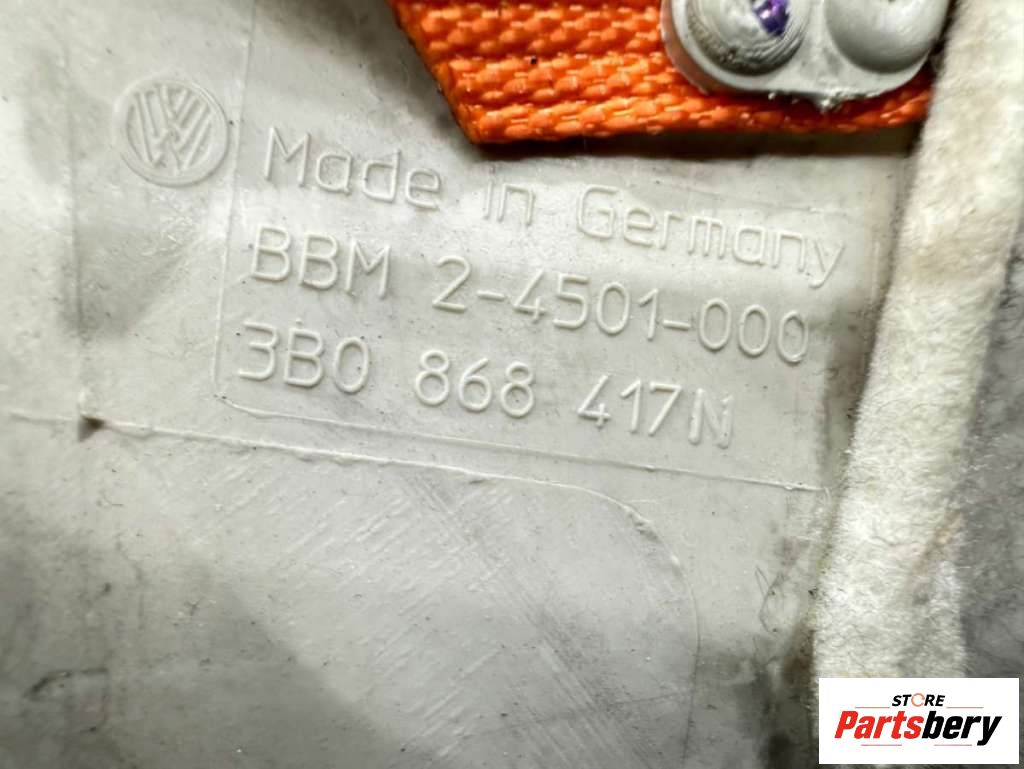 Made in Germany
BBM 2-4501-000
3B0 868 417N
STORE
Partsbery